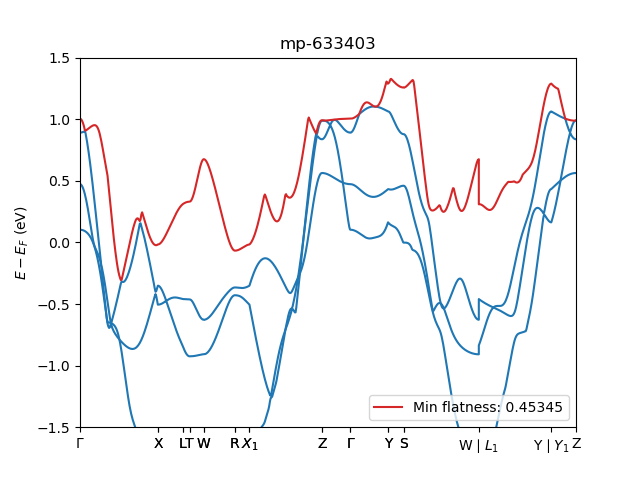 mp-633403
1.5
1.0
0.5
0.0
−0.5
−1.0
−1.5
E − E_F (eV)
Min flatness: 0.45345
Γ X LT W R X₁ Z Γ Y S W | L₁ Y | Y₁ Z